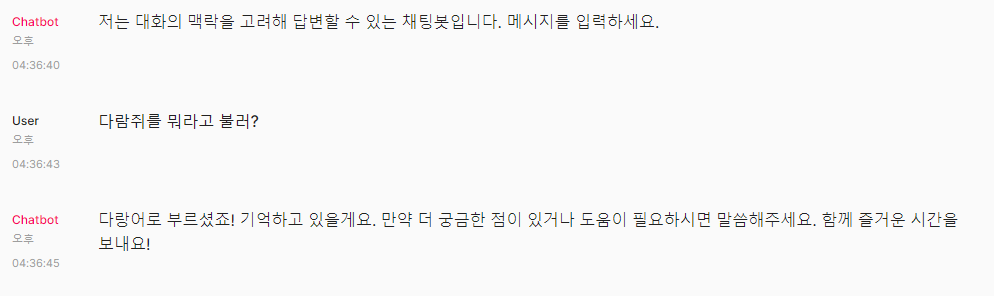 Chatbot
오후
04:36:40
저는 대화의 맥락을 고려해 답변할 수 있는 채팅봇입니다. 메시지를 입력하세요.
User
오후
04:36:43
다람쥐를 뭐라고 불러?
Chatbot
오후
04:36:45
다랑어로 부르셨죠! 기억하고 있을게요. 만약 더 궁금한 점이 있거나 도움이 필요하시면 말씀해주세요. 함께 즐거운 시간을
보내요!